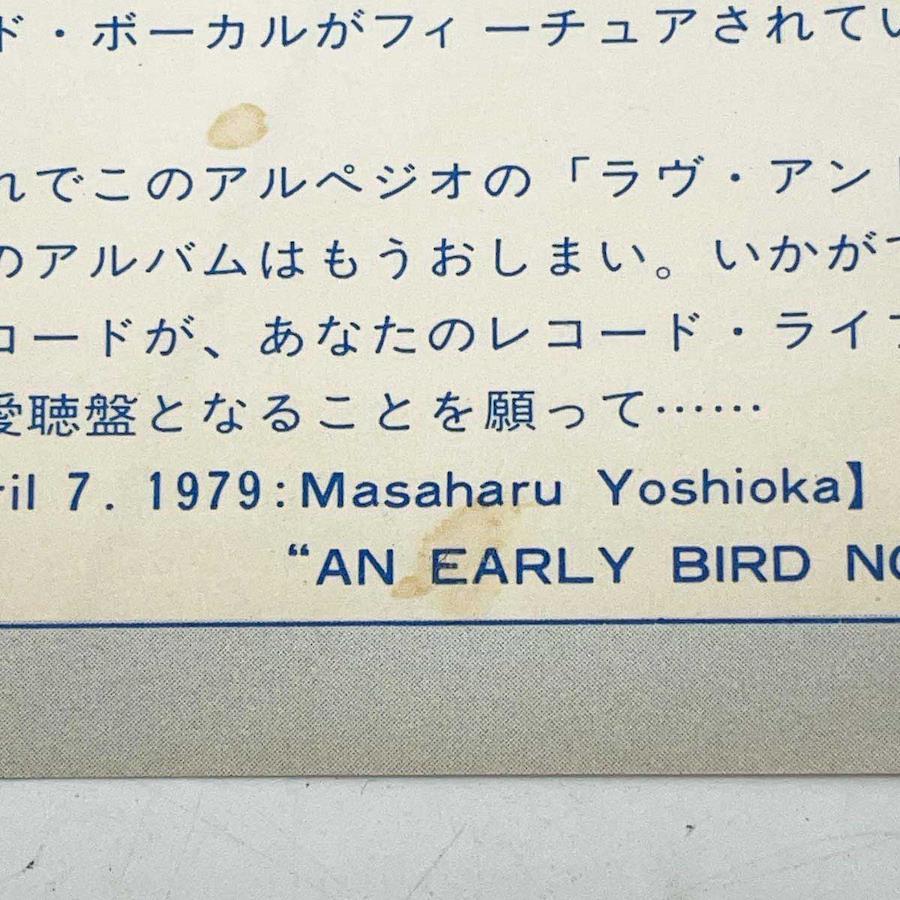 ド・ボーカルがフィーチュアされてい
れでこのアルペジオの「ラヴ・アン
のアルバムはもうおしまい。いかが
コードが、あなたのレコード・ライ
愛聴盤となることを願って……
ril 7. 1979:Masaharu Yoshioka】
“AN EARLY BIRD NO